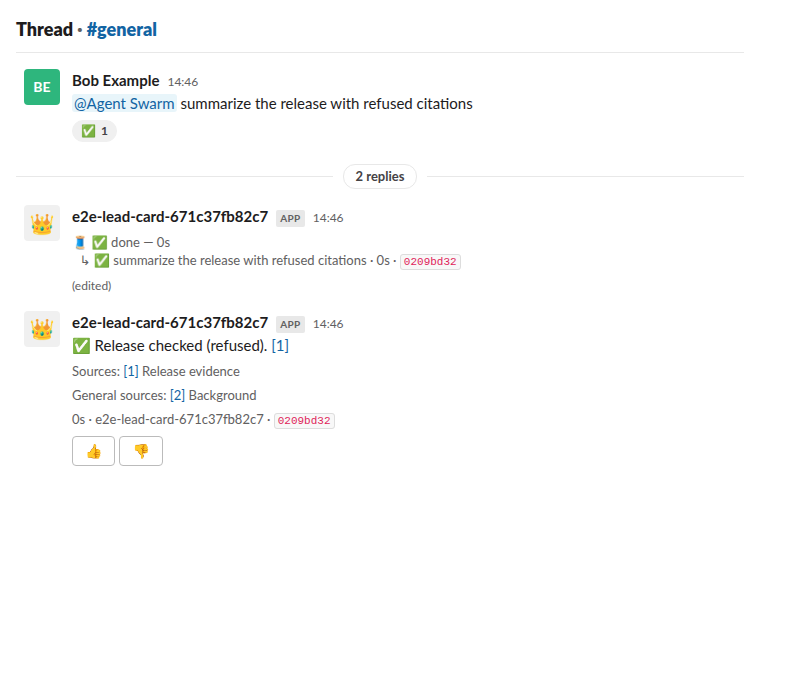 Thread • #general
BE
Bob Example 14:46
@Agent Swarm summarize the release with refused citations
✅ 1
2 replies
e2e-lead-card-671c37fb82c7 APP 14:46
🧵 ✅ done — 0s
↳ ✅ summarize the release with refused citations · 0s · 0209bd32
(edited)
e2e-lead-card-671c37fb82c7 APP 14:46
✅ Release checked (refused). [1]
Sources: [1] Release evidence
General sources: [2] Background
0s · e2e-lead-card-671c37fb82c7 · 0209bd32
👍 👎